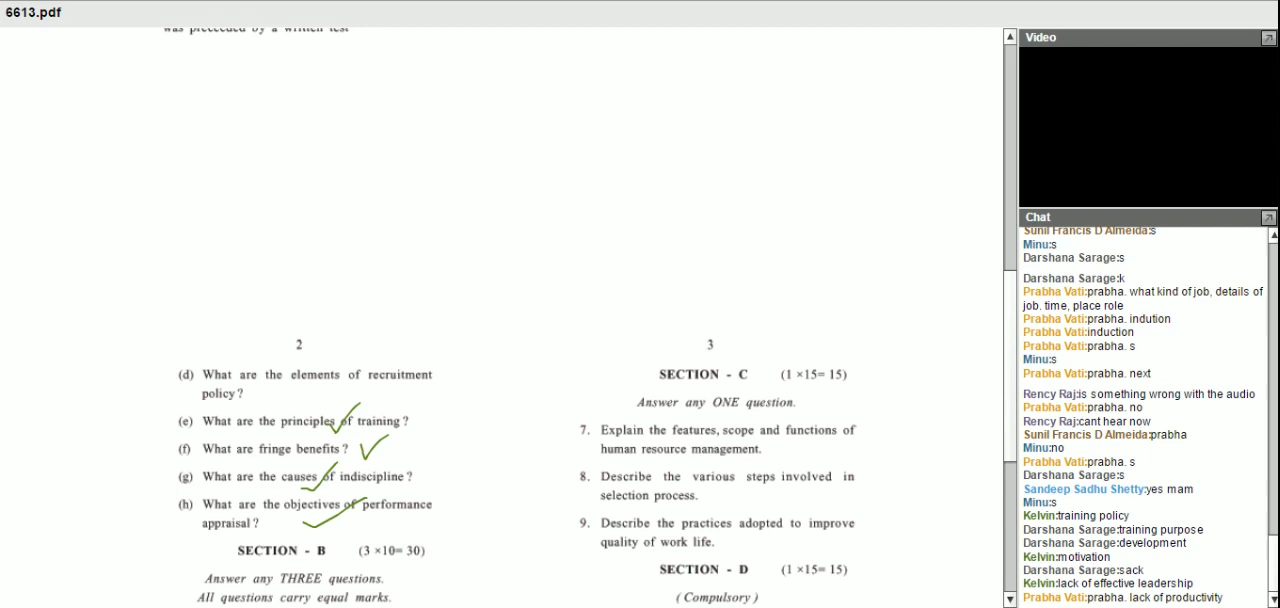 6613.pdf
was preceeded by a written test
2
(d) What are the elements of recruitment
policy?
(e) What are the principles of training?
(f) What are fringe benefits?
(g) What are the causes of indiscipline?
(h) What are the objectives of performance
appraisal?
SECTION - B (3 ×10= 30)
Answer any THREE questions.
All questions carry equal marks.
3
SECTION - C (1 ×15= 15)
Answer any ONE question.
7. Explain the features, scope and functions of
human resource management.
8. Describe the various steps involved in
selection process.
9. Describe the practices adopted to improve
quality of work life.
SECTION - D (1 ×15= 15)
(Compulsory)
Video
Chat
Sunil Francis D Almeida:s
Minu:s
Darshana Sarage:s
Darshana Sarage:k
Prabha Vati:prabha. what kind of job, details of
job. time, place role
Prabha Vati:prabha. indution
Prabha Vati:induction
Prabha Vati:prabha. s
Minu:s
Prabha Vati:prabha. next
Rency Raj:is something wrong with the audio
Prabha Vati:prabha. no
Rency Raj:cant hear now
Sunil Francis D Almeida:prabha
Minu:no
Prabha Vati:prabha. s
Darshana Sarage:s
Sandeep Sadhu Shetty:yes mam
Minu:s
Kelvin:training policy
Darshana Sarage:training purpose
Darshana Sarage:development
Kelvin:motivation
Darshana Sarage:sack
Kelvin:lack of effective leadership
Prabha Vati:prabha. lack of productivity